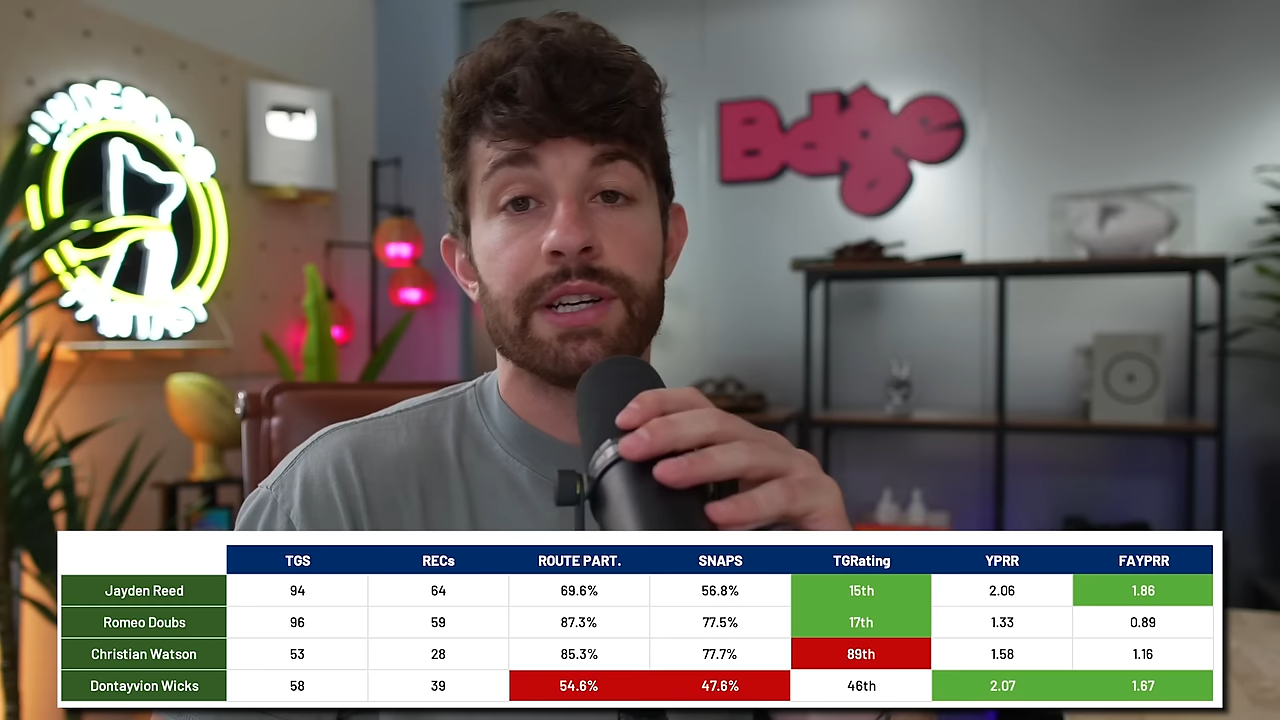 UNDERDOG
FANTASY
Bdge
TGS RECs ROUTE PART. SNAPS TGRating YPRR FAYPRR
Jayden Reed 94 64 69.6% 56.8% 15th 2.06 1.86
Romeo Doubs 96 59 87.3% 77.5% 17th 1.33 0.89
Christian Watson 53 28 85.3% 77.7% 89th 1.58 1.16
Dontayvion Wicks 58 39 54.6% 47.6% 46th 2.07 1.67